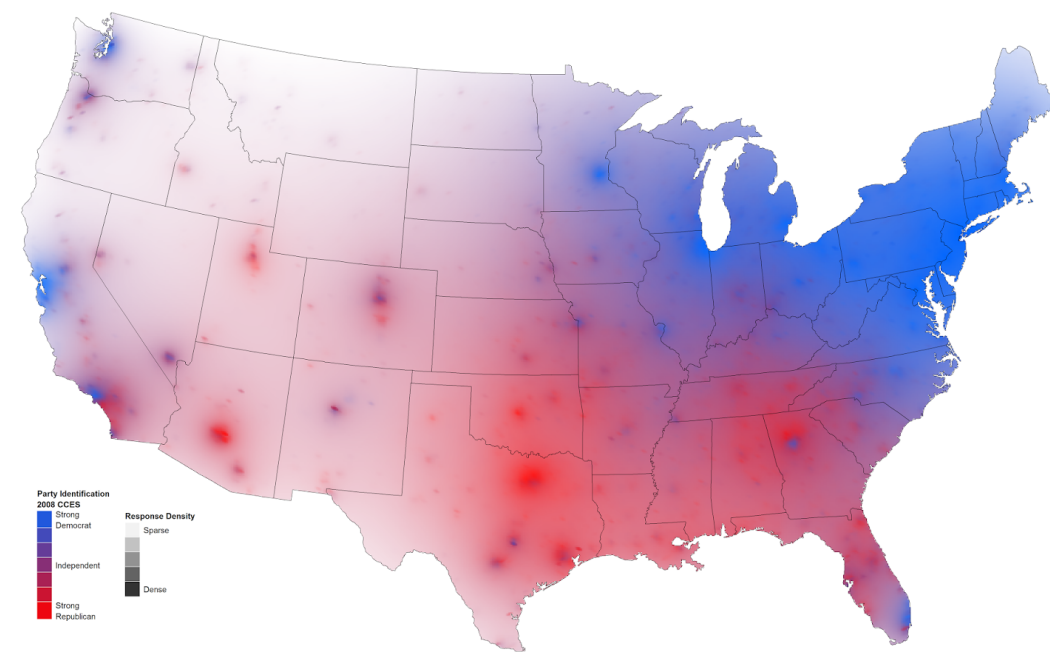 Party Identification
2008 CCES
Strong
Democrat
Independent
Strong
Republican
Response Density
Sparse
Dense